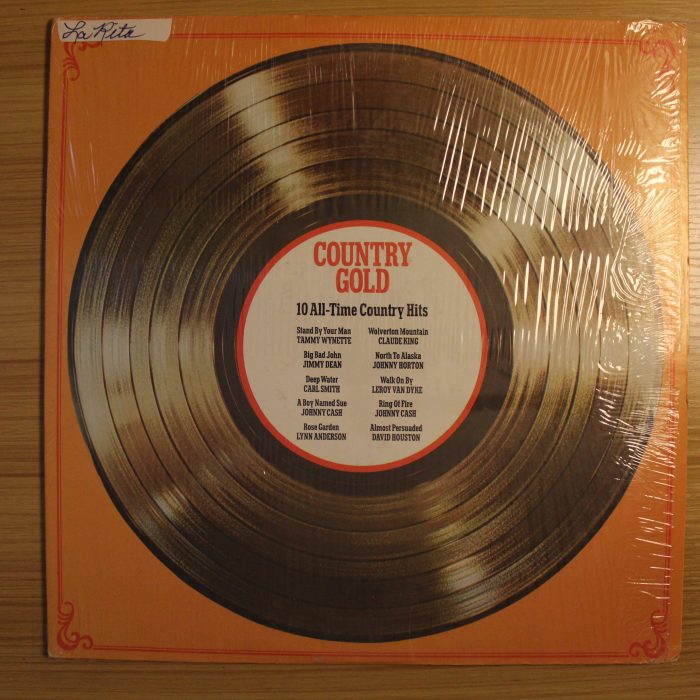 La Rita
COUNTRY
GOLD
10 All-Time Country Hits
Stand By Your Man
TAMMY WYNETTE
Big Bad John
JIMMY DEAN
Deep Water
CARL SMITH
A Boy Named Sue
JOHNNY CASH
Rose Garden
LYNN ANDERSON
Wolverton Mountain
CLAUDE KING
North To Alaska
JOHNNY HORTON
Walk On By
LEROY VAN DYKE
Ring Of Fire
JOHNNY CASH
Almost Persuaded
DAVID HOUSTON